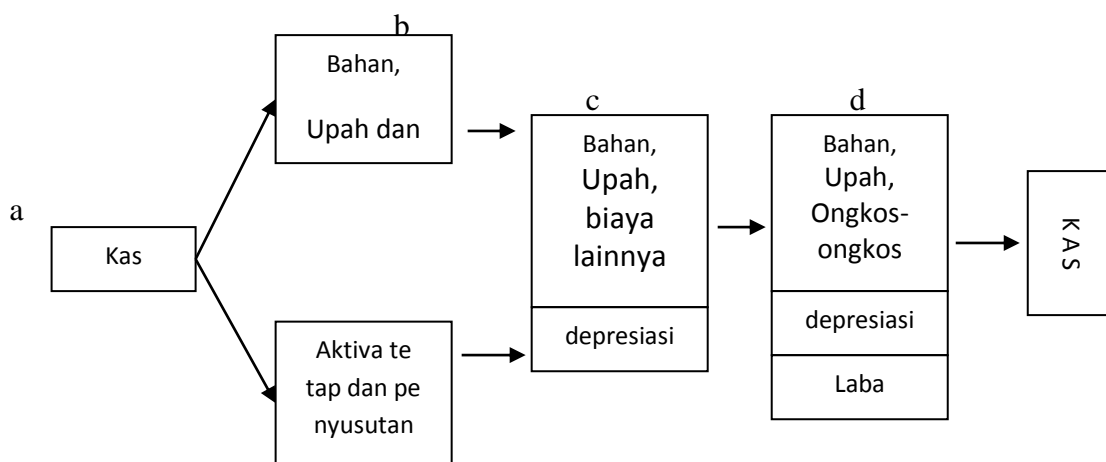 a
Kas
b
Bahan,
Upah dan
Aktiva te
tap dan pe
nyusutan
c
Bahan,
Upah,
biaya
lainnya
depresiasi
d
Bahan,
Upah,
Ongkos-
ongkos
depresiasi
Laba
KAS